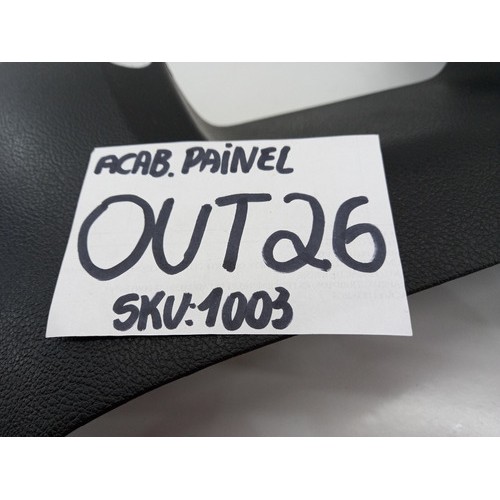 ACAB. PAINEL
OUT26
SKU:1003